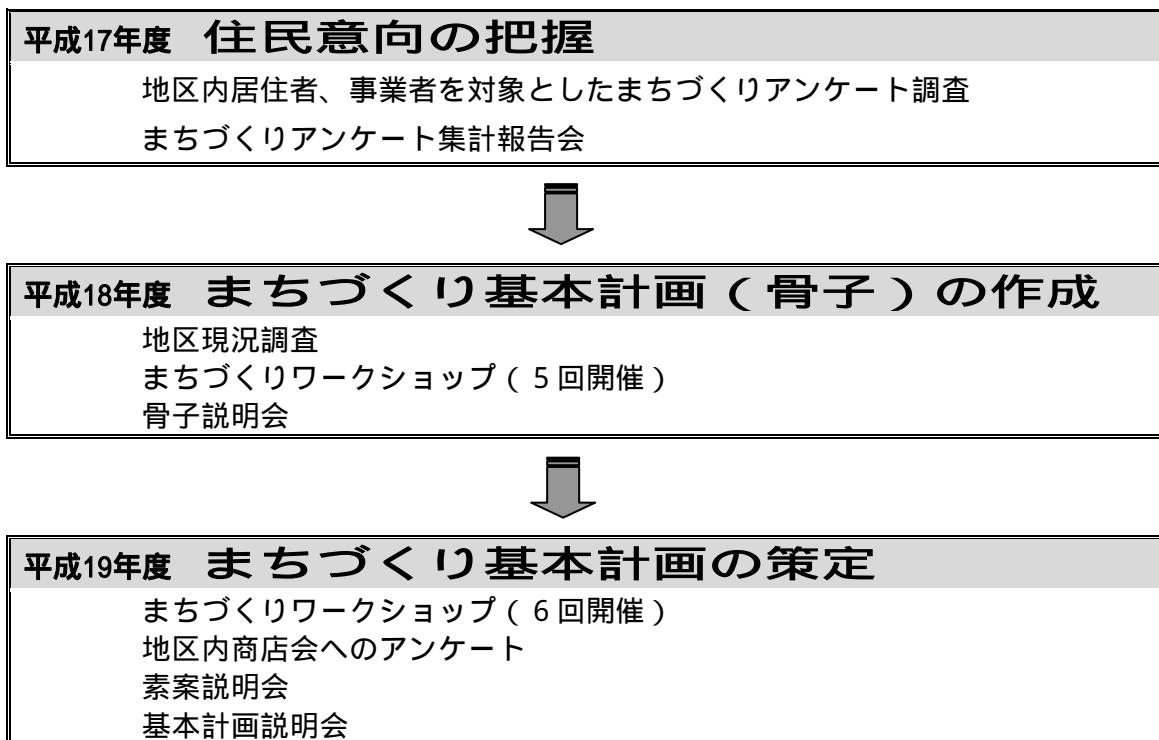 平成17年度 住民意向の把握
地区内居住者、事業者を対象としたまちづくりアンケート調査
まちづくりアンケート集計報告会
平成18年度 まちづくり基本計画(骨子)の作成
地区現況調査
まちづくりワークショップ(5回開催)
骨子説明会
平成19年度 まちづくり基本計画の策定
まちづくりワークショップ(6回開催)
地区内商店会へのアンケート
素案説明会
基本計画説明会